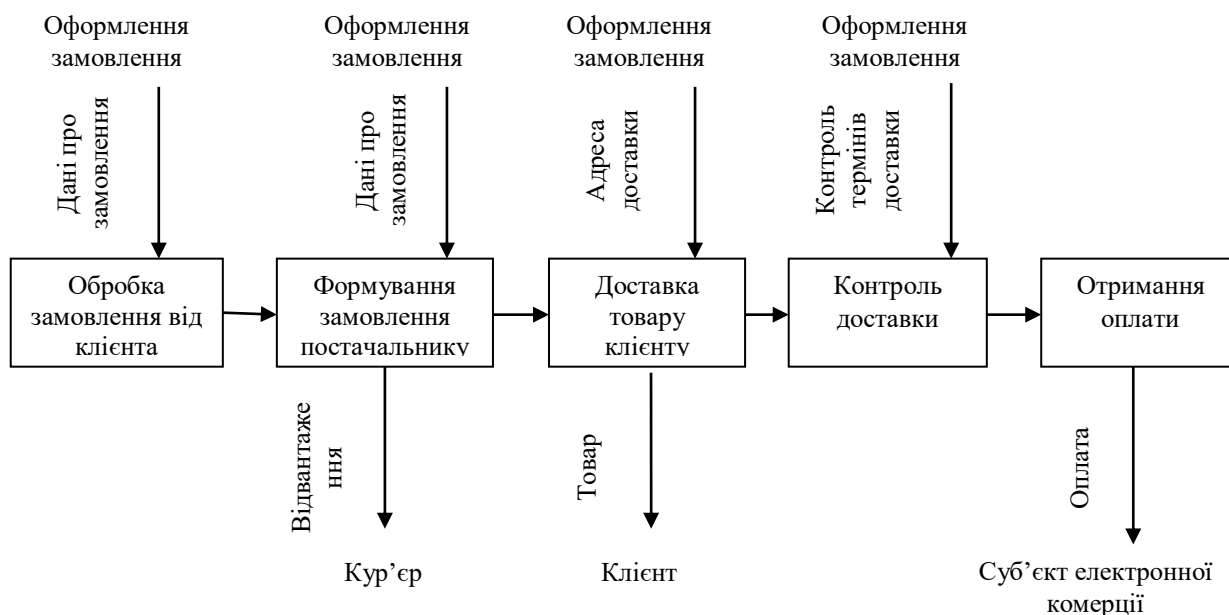 Оформлення
замовлення
Оформлення
замовлення
Оформлення
замовлення
Оформлення
замовлення
Дані про
замовлення
Дані про
замовлення
Адреса
доставки
Контроль
термінів
доставки
Обробка
замовлення від
клієнта
Формування
замовлення
постачальнику
Доставка
товару
клієнту
Контроль
доставки
Отримання
оплати
Відвантаже
ння
Товар
Оплата
Кур’єр
Клієнт
Суб’єкт електронної
комерції